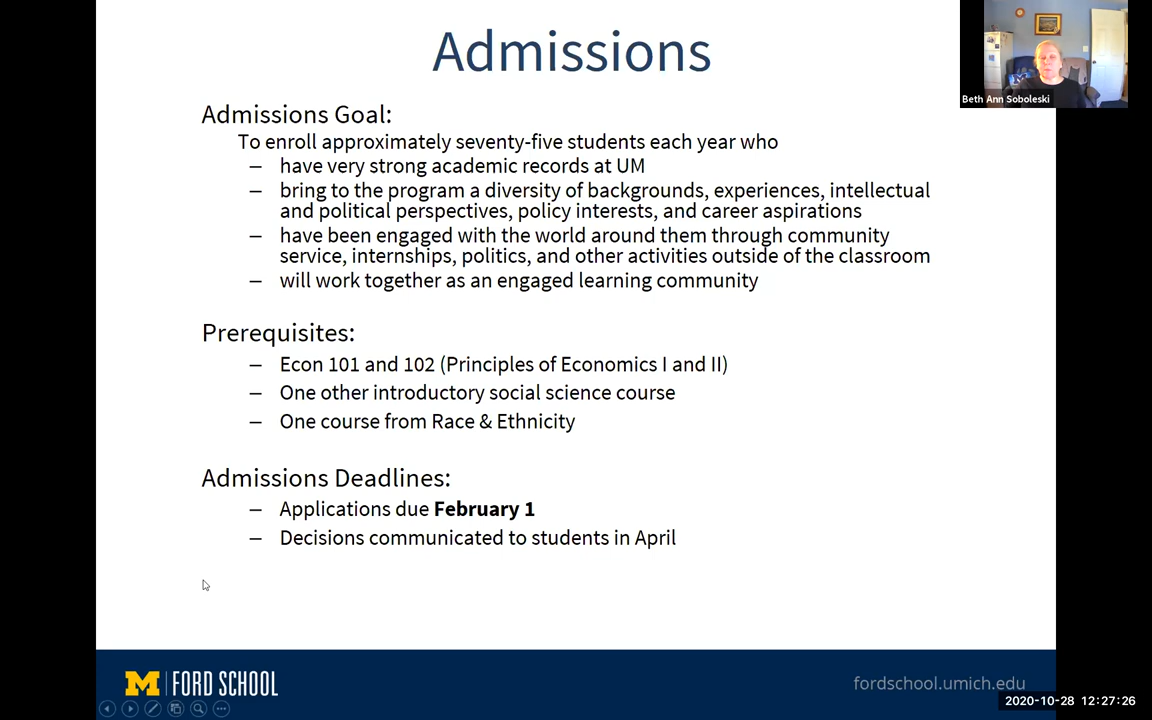 Admissions
Beth Ann Soboleski
Admissions Goal:
To enroll approximately seventy-five students each year who
– have very strong academic records at UM
– bring to the program a diversity of backgrounds, experiences, intellectual
and political perspectives, policy interests, and career aspirations
– have been engaged with the world around them through community
service, internships, politics, and other activities outside of the classroom
– will work together as an engaged learning community
Prerequisites:
– Econ 101 and 102 (Principles of Economics I and II)
– One other introductory social science course
– One course from Race & Ethnicity
Admissions Deadlines:
– Applications due February 1
– Decisions communicated to students in April
M | FORD SCHOOL
fordschool.umich.edu
2020-10-28 12:27:26